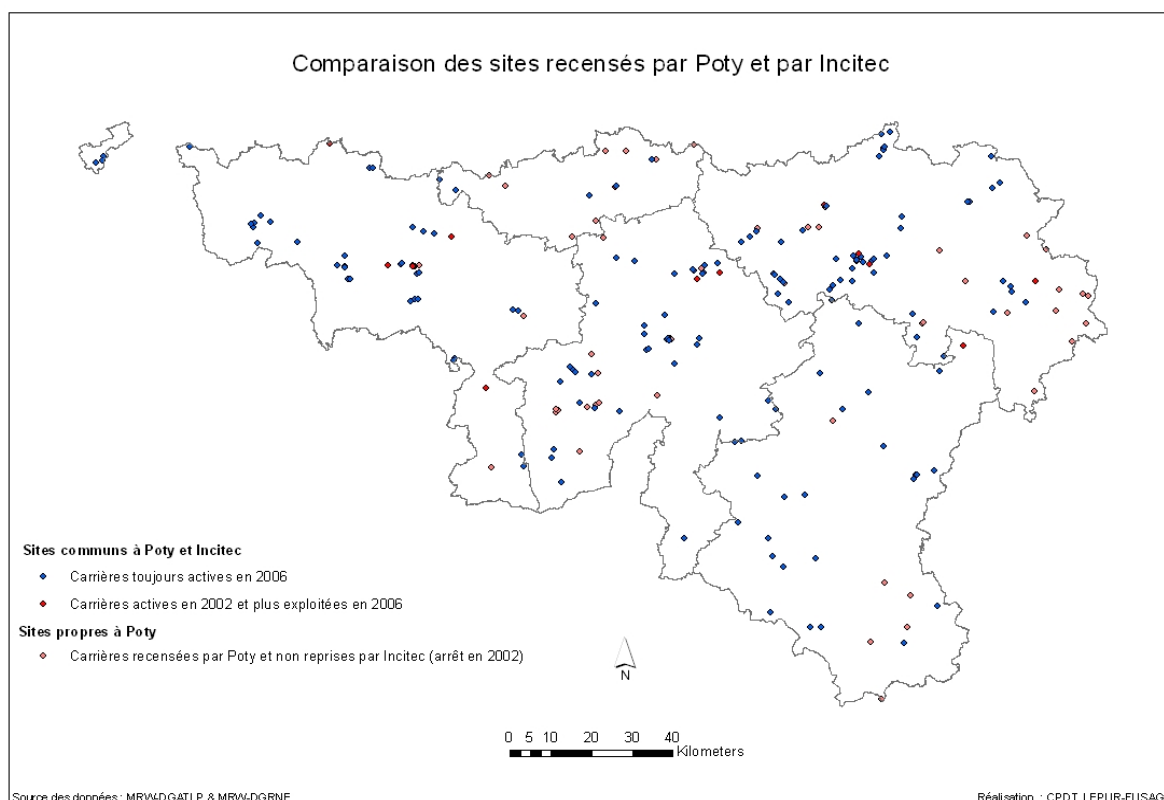 Comparaison des sites recensés par Poty et par Incitec
Sites communs à Poty et Incitec
Carrières toujours actives en 2006
Carrières actives en 2002 et plus exploitées en 2006
Sites propres à Poty
Carrières recensées par Poty et non reprises par Incitec (arrêt en 2002)
N
0 5 10 20 30 40
Kilometers
Source des données : MRW-DGATLP & MRW-DGRNE
Réalisation : CPDT LEPUR-FUSAG